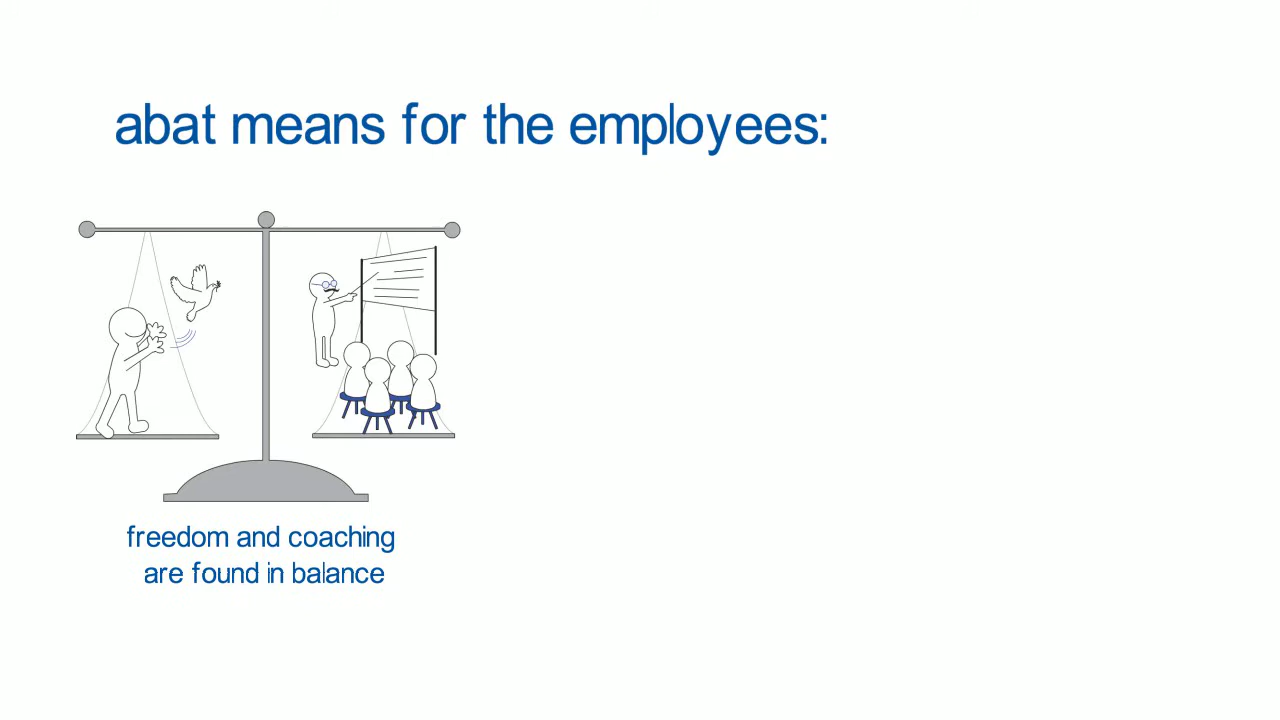 abat means for the employees:
freedom and coaching
are found in balance